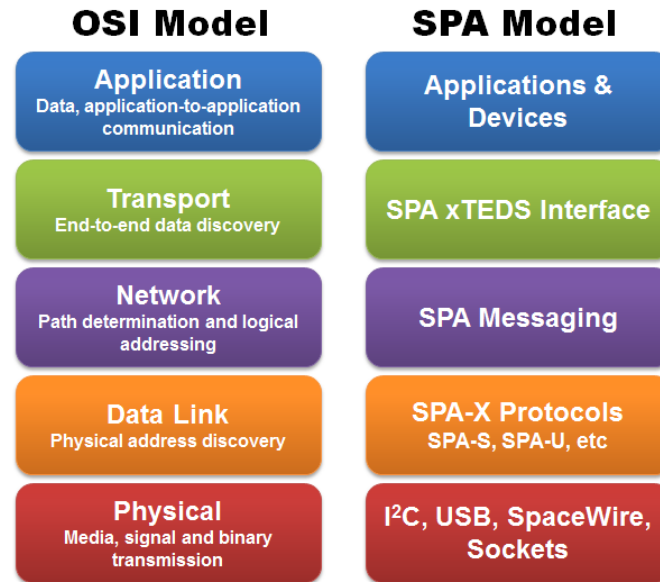 OSI Model
Application
Data, application-to-application
communication
Transport
End-to-end data discovery
Network
Path determination and logical
addressing
Data Link
Physical address discovery
Physical
Media, signal and binary
transmission
SPA Model
Applications &
Devices
SPA xTEDS Interface
SPA Messaging
SPA-X Protocols
SPA-S, SPA-U, etc
I²C, USB, SpaceWire,
Sockets